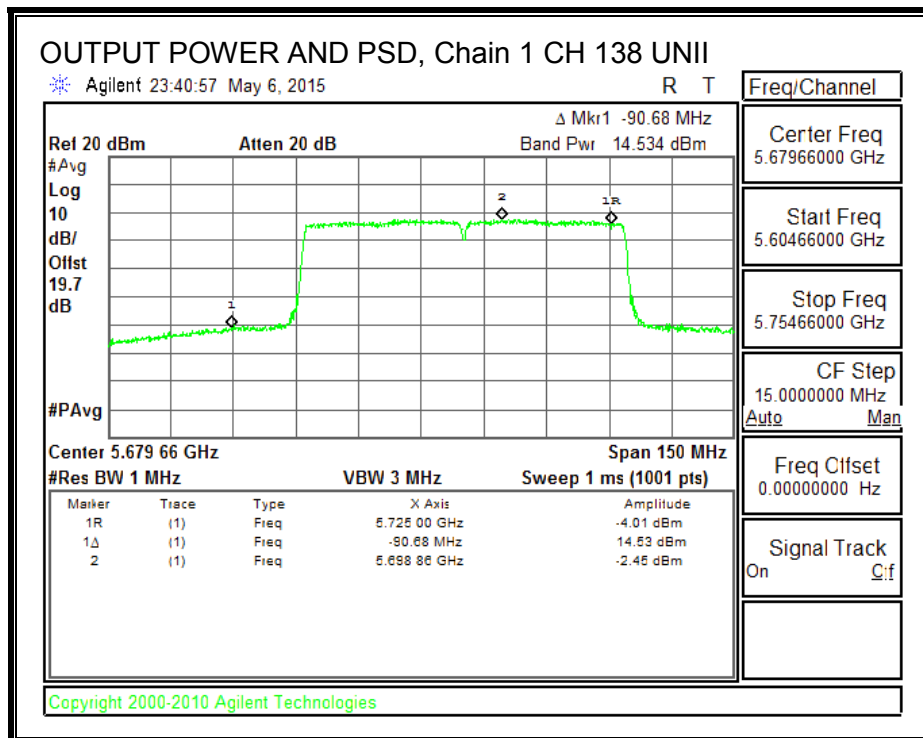 OUTPUT POWER AND PSD, Chain 1 CH 138 UNII
Agilent 23:40:57 May 6, 2015 R T
Freq/Channel
Δ Mkr1 -90.68 MHz
Ref 20 dBm Atten 20 dB Band Pwr 14.534 dBm
#Avg
Log
10
dB/
Offst
19.7
dB
#PAvg
1
2
1R
Center 5.679 66 GHz Span 150 MHz
#Res BW 1 MHz VBW 3 MHz Sweep 1 ms (1001 pts)
Marker Trace Type X Axis Amplitude
1R (1) Freq 5.725 00 GHz -4.01 dBm
1Δ (1) Freq -90.68 MHz 14.53 dBm
2 (1) Freq 5.698 86 GHz -2.45 dBm
Center Freq
5.67966000 GHz
Start Freq
5.60466000 GHz
Stop Freq
5.75466000 GHz
CF Step
15.0000000 MHz
Auto Man
Freq Offset
0.00000000 Hz
Signal Track
On Off
Copyright 2000-2010 Agilent Technologies